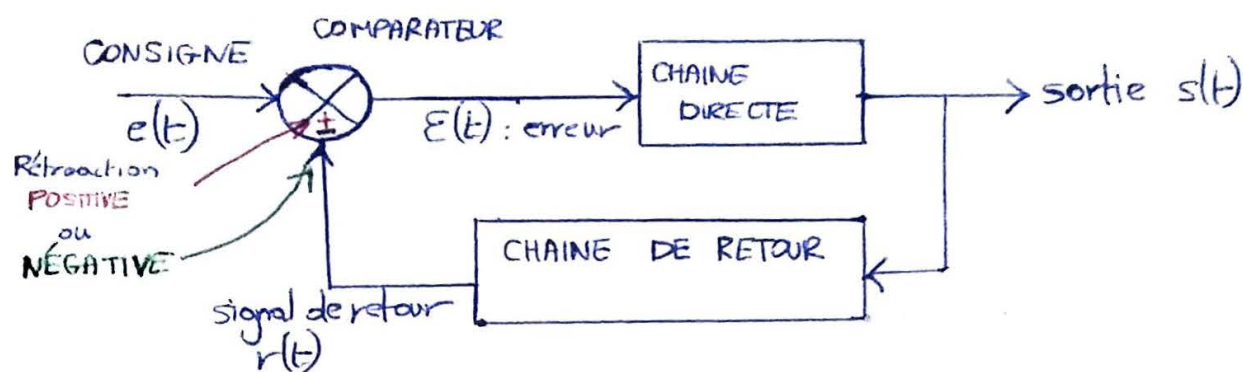 COMPARATEUR
CONSIGNE
e(t)
±
ε(t) : erreur
CHAINE
DIRECTE
sortie s(t)
Rétroaction
POSITIVE
ou
NÉGATIVE
CHAINE DE RETOUR
signal de retour
r(t)